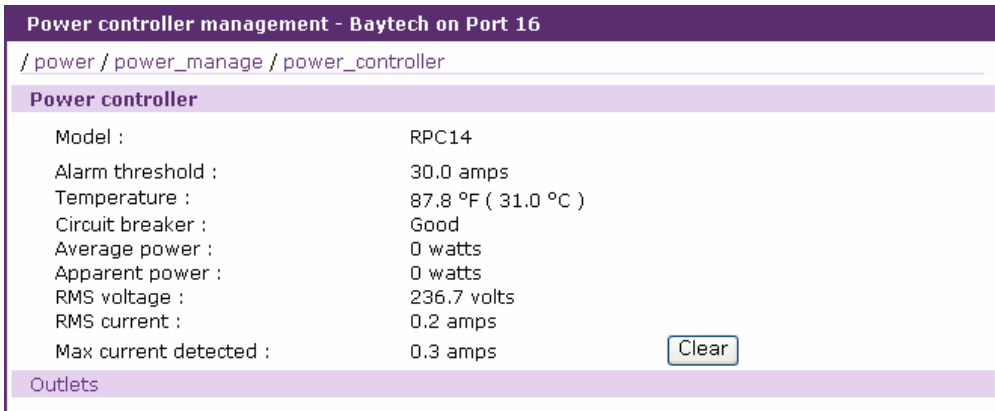 Power controller management - Baytech on Port 16
/ power / power_manage / power_controller
Power controller
Model : RPC14
Alarm threshold : 30.0 amps
Temperature : 87.8 ºF ( 31.0 ºC )
Circuit breaker : Good
Average power : 0 watts
Apparent power : 0 watts
RMS voltage : 236.7 volts
RMS current : 0.2 amps
Max current detected : 0.3 amps Clear
Outlets